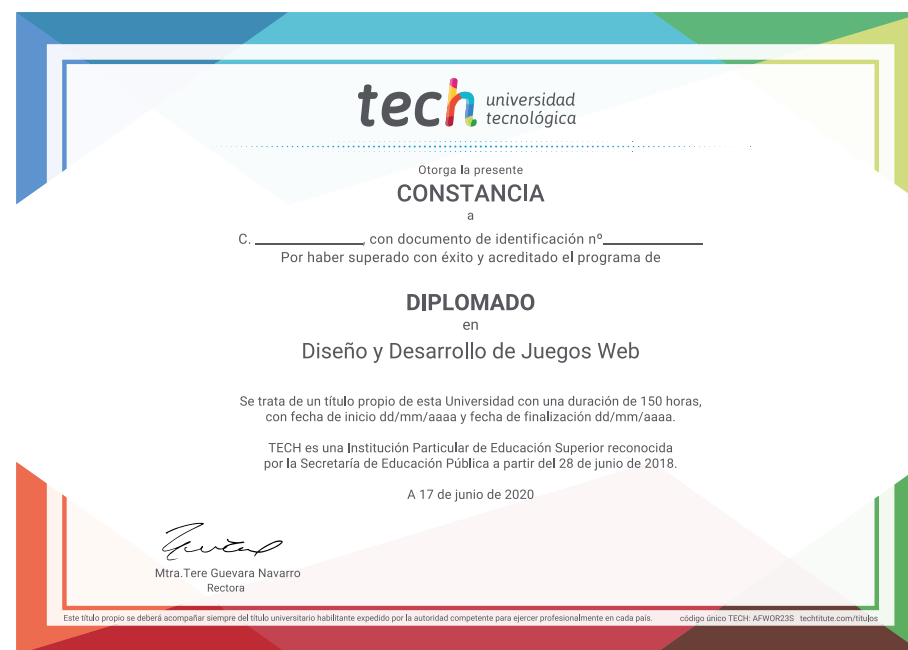 tech universidad
tecnológica
Otorga la presente
CONSTANCIA
a
C. ______________, con documento de identificación nº______________
Por haber superado con éxito y acreditado el programa de
DIPLOMADO
en
Diseño y Desarrollo de Juegos Web
Se trata de un título propio de esta Universidad con una duración de 150 horas,
con fecha de inicio dd/mm/aaaa y fecha de finalización dd/mm/aaaa.
TECH es una Institución Particular de Educación Superior reconocida
por la Secretaría de Educación Pública a partir del 28 de junio de 2018.
A 17 de junio de 2020
Mtra.Tere Guevara Navarro
Rectora
Este título propio se deberá acompañar siempre del título universitario habilitante expedido por la autoridad competente para ejercer profesionalmente en cada país. código único TECH: AFWOR23S techtitute.com/titulos